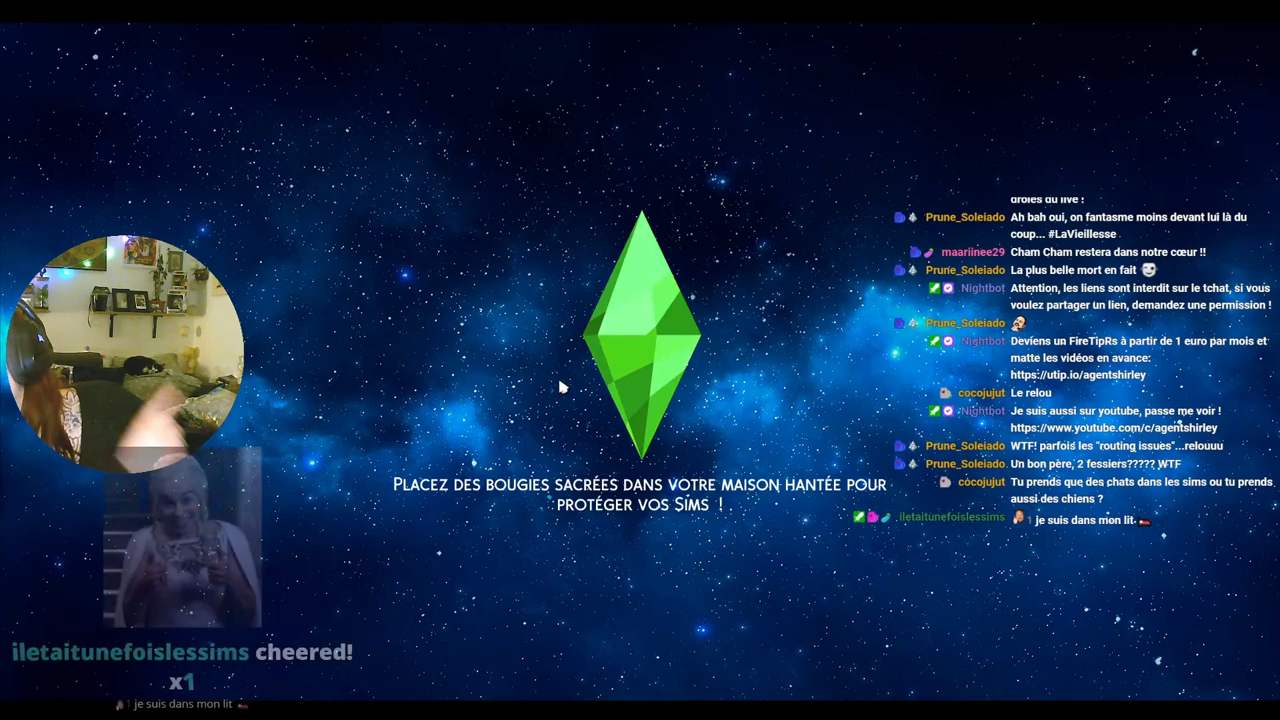 drôles du live !
Prune_Soleiado Ah bah oui, on fantasme moins devant lui là du
coup... #LaVieillesse
maariinee29 Cham Cham restera dans notre cœur !!
Prune_Soleiado La plus belle mort en fait
Nightbot Attention, les liens sont interdit sur le tchat, si vous
voulez partager un lien, demandez une permission !
Prune_Soleiado
Nightbot Deviens un FireTipRs à partir de 1 euro par mois et
matte les vidéos en avance:
https://utip.io/agentshirley
cocojujut Le relou
Nightbot Je suis aussi sur youtube, passe me voir !
https://www.youtube.com/c/agentshirley
Prune_Soleiado WTF! parfois les "routing issues"...relouuu
Prune_Soleiado Un bon père, 2 fessiers????? WTF
cocojujut Tu prends que des chats dans les sims ou tu prends
aussi des chiens ?
iletaitunefoislessims 1 je suis dans mon lit
Placez des bougies sacrées dans votre maison hantée pour
protéger vos Sims !
iletaitunefoislessims cheered!
x1
1 je suis dans mon lit